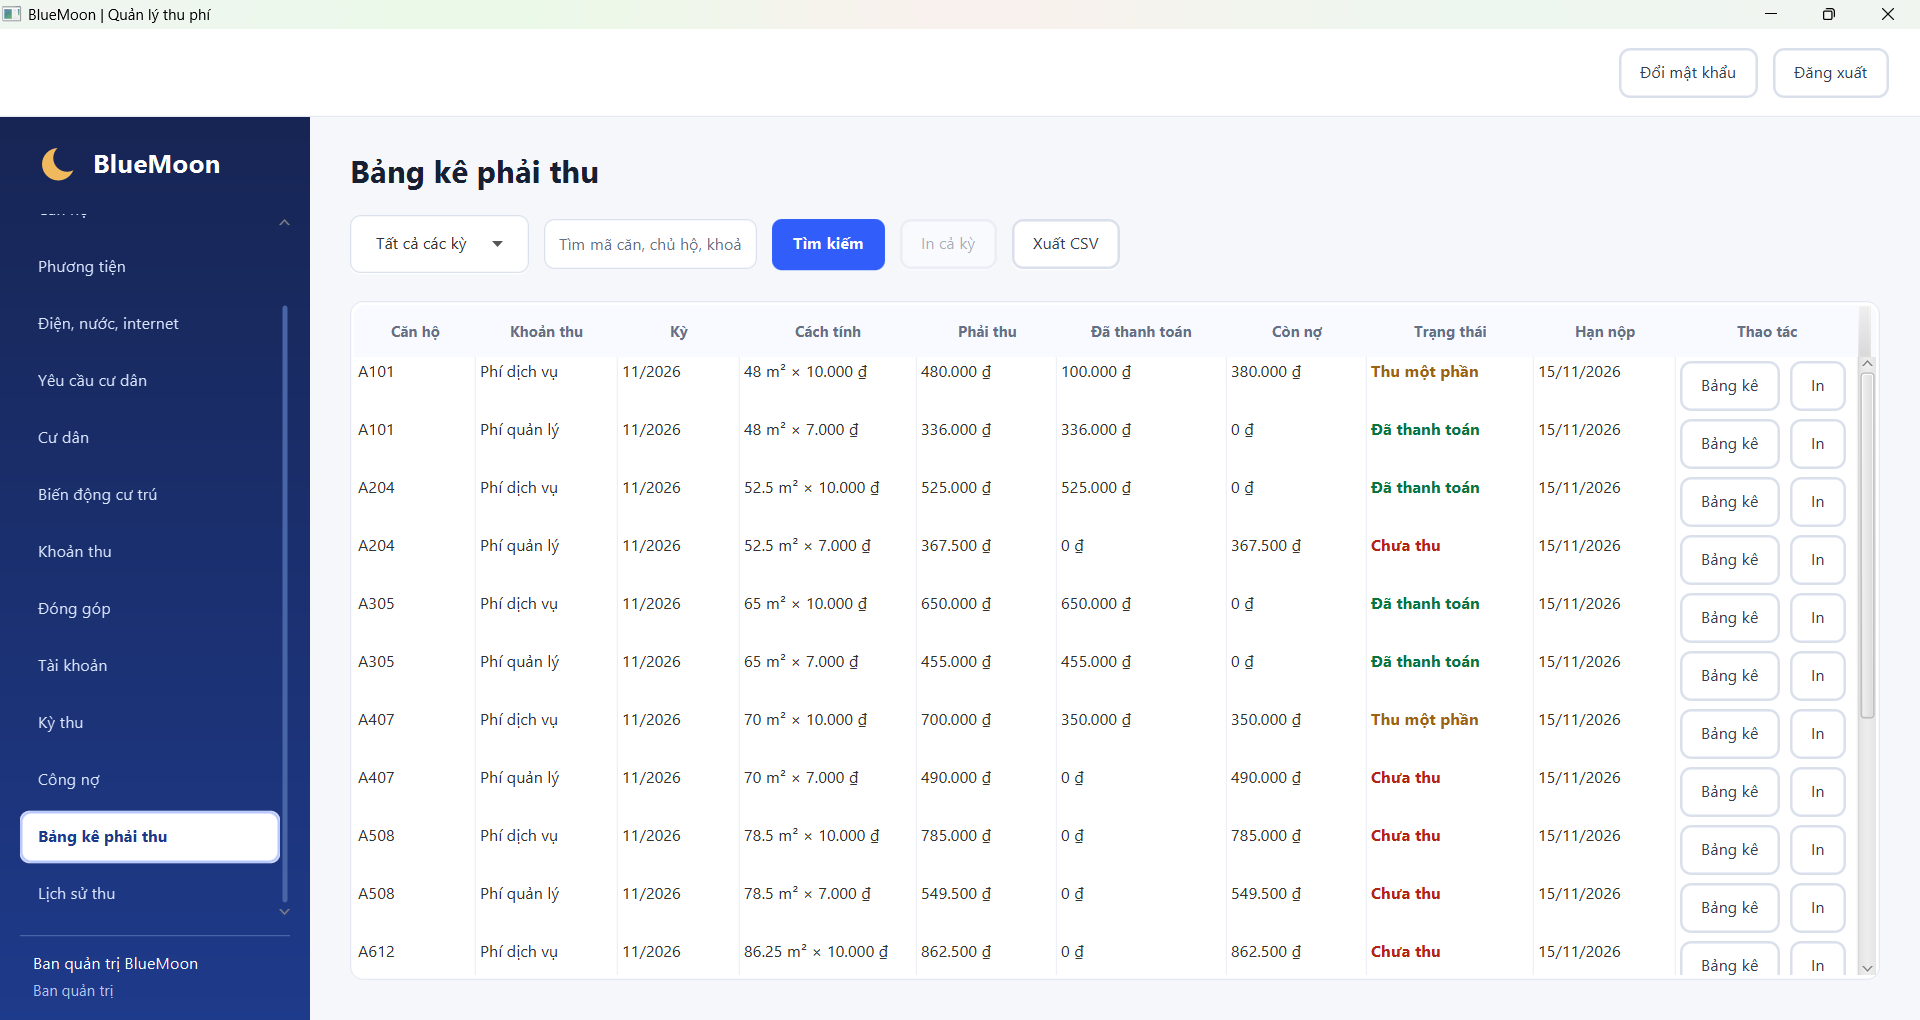 BlueMoon | Quản lý thu phí
Đổi mật khẩu Đăng xuất
BlueMoon
Phương tiện
Điện, nước, internet
Yêu cầu cư dân
Cư dân
Biến động cư trú
Khoản thu
Đóng góp
Tài khoản
Kỳ thu
Công nợ
Bảng kê phải thu
Lịch sử thu
Ban quản trị BlueMoon
Ban quản trị
Bảng kê phải thu
Tất cả các kỳ Tìm mã căn, chủ hộ, khoả Tìm kiếm In cả kỳ Xuất CSV
Căn hộ Khoản thu Kỳ Cách tính Phải thu Đã thanh toán Còn nợ Trạng thái Hạn nộp Thao tác
A101 Phí dịch vụ 11/2026 48 m² × 10.000 ₫ 480.000 ₫ 100.000 ₫ 380.000 ₫ Thu một phần 15/11/2026 Bảng kê In
A101 Phí quản lý 11/2026 48 m² × 7.000 ₫ 336.000 ₫ 336.000 ₫ 0 ₫ Đã thanh toán 15/11/2026 Bảng kê In
A204 Phí dịch vụ 11/2026 52.5 m² × 10.000 ₫ 525.000 ₫ 525.000 ₫ 0 ₫ Đã thanh toán 15/11/2026 Bảng kê In
A204 Phí quản lý 11/2026 52.5 m² × 7.000 ₫ 367.500 ₫ 0 ₫ 367.500 ₫ Chưa thu 15/11/2026 Bảng kê In
A305 Phí dịch vụ 11/2026 65 m² × 10.000 ₫ 650.000 ₫ 650.000 ₫ 0 ₫ Đã thanh toán 15/11/2026 Bảng kê In
A305 Phí quản lý 11/2026 65 m² × 7.000 ₫ 455.000 ₫ 455.000 ₫ 0 ₫ Đã thanh toán 15/11/2026 Bảng kê In
A407 Phí dịch vụ 11/2026 70 m² × 10.000 ₫ 700.000 ₫ 350.000 ₫ 350.000 ₫ Thu một phần 15/11/2026 Bảng kê In
A407 Phí quản lý 11/2026 70 m² × 7.000 ₫ 490.000 ₫ 0 ₫ 490.000 ₫ Chưa thu 15/11/2026 Bảng kê In
A508 Phí dịch vụ 11/2026 78.5 m² × 10.000 ₫ 785.000 ₫ 0 ₫ 785.000 ₫ Chưa thu 15/11/2026 Bảng kê In
A508 Phí quản lý 11/2026 78.5 m² × 7.000 ₫ 549.500 ₫ 0 ₫ 549.500 ₫ Chưa thu 15/11/2026 Bảng kê In
A612 Phí dịch vụ 11/2026 86.25 m² × 10.000 ₫ 862.500 ₫ 0 ₫ 862.500 ₫ Chưa thu 15/11/2026 Bảng kê In